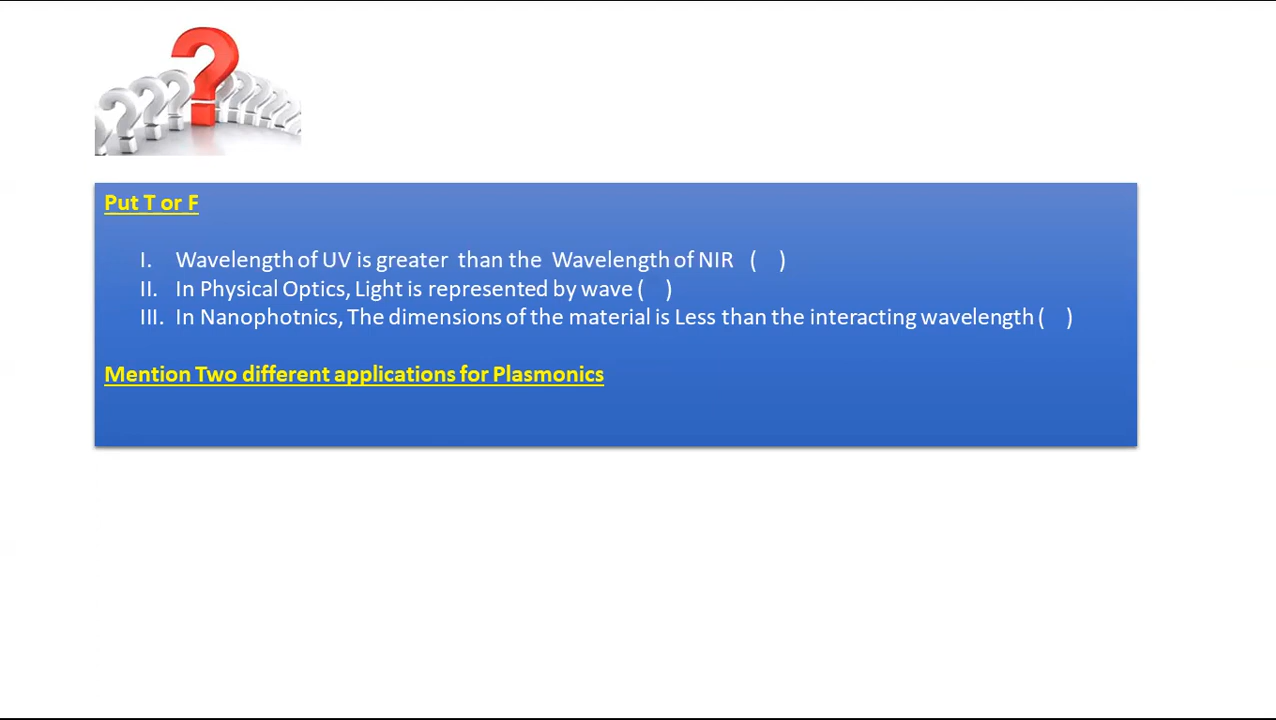 Put T or F
I. Wavelength of UV is greater than the Wavelength of NIR ( )
II. In Physical Optics, Light is represented by wave ( )
III. In Nanophotnics, The dimensions of the material is Less than the interacting wavelength ( )
Mention Two different applications for Plasmonics